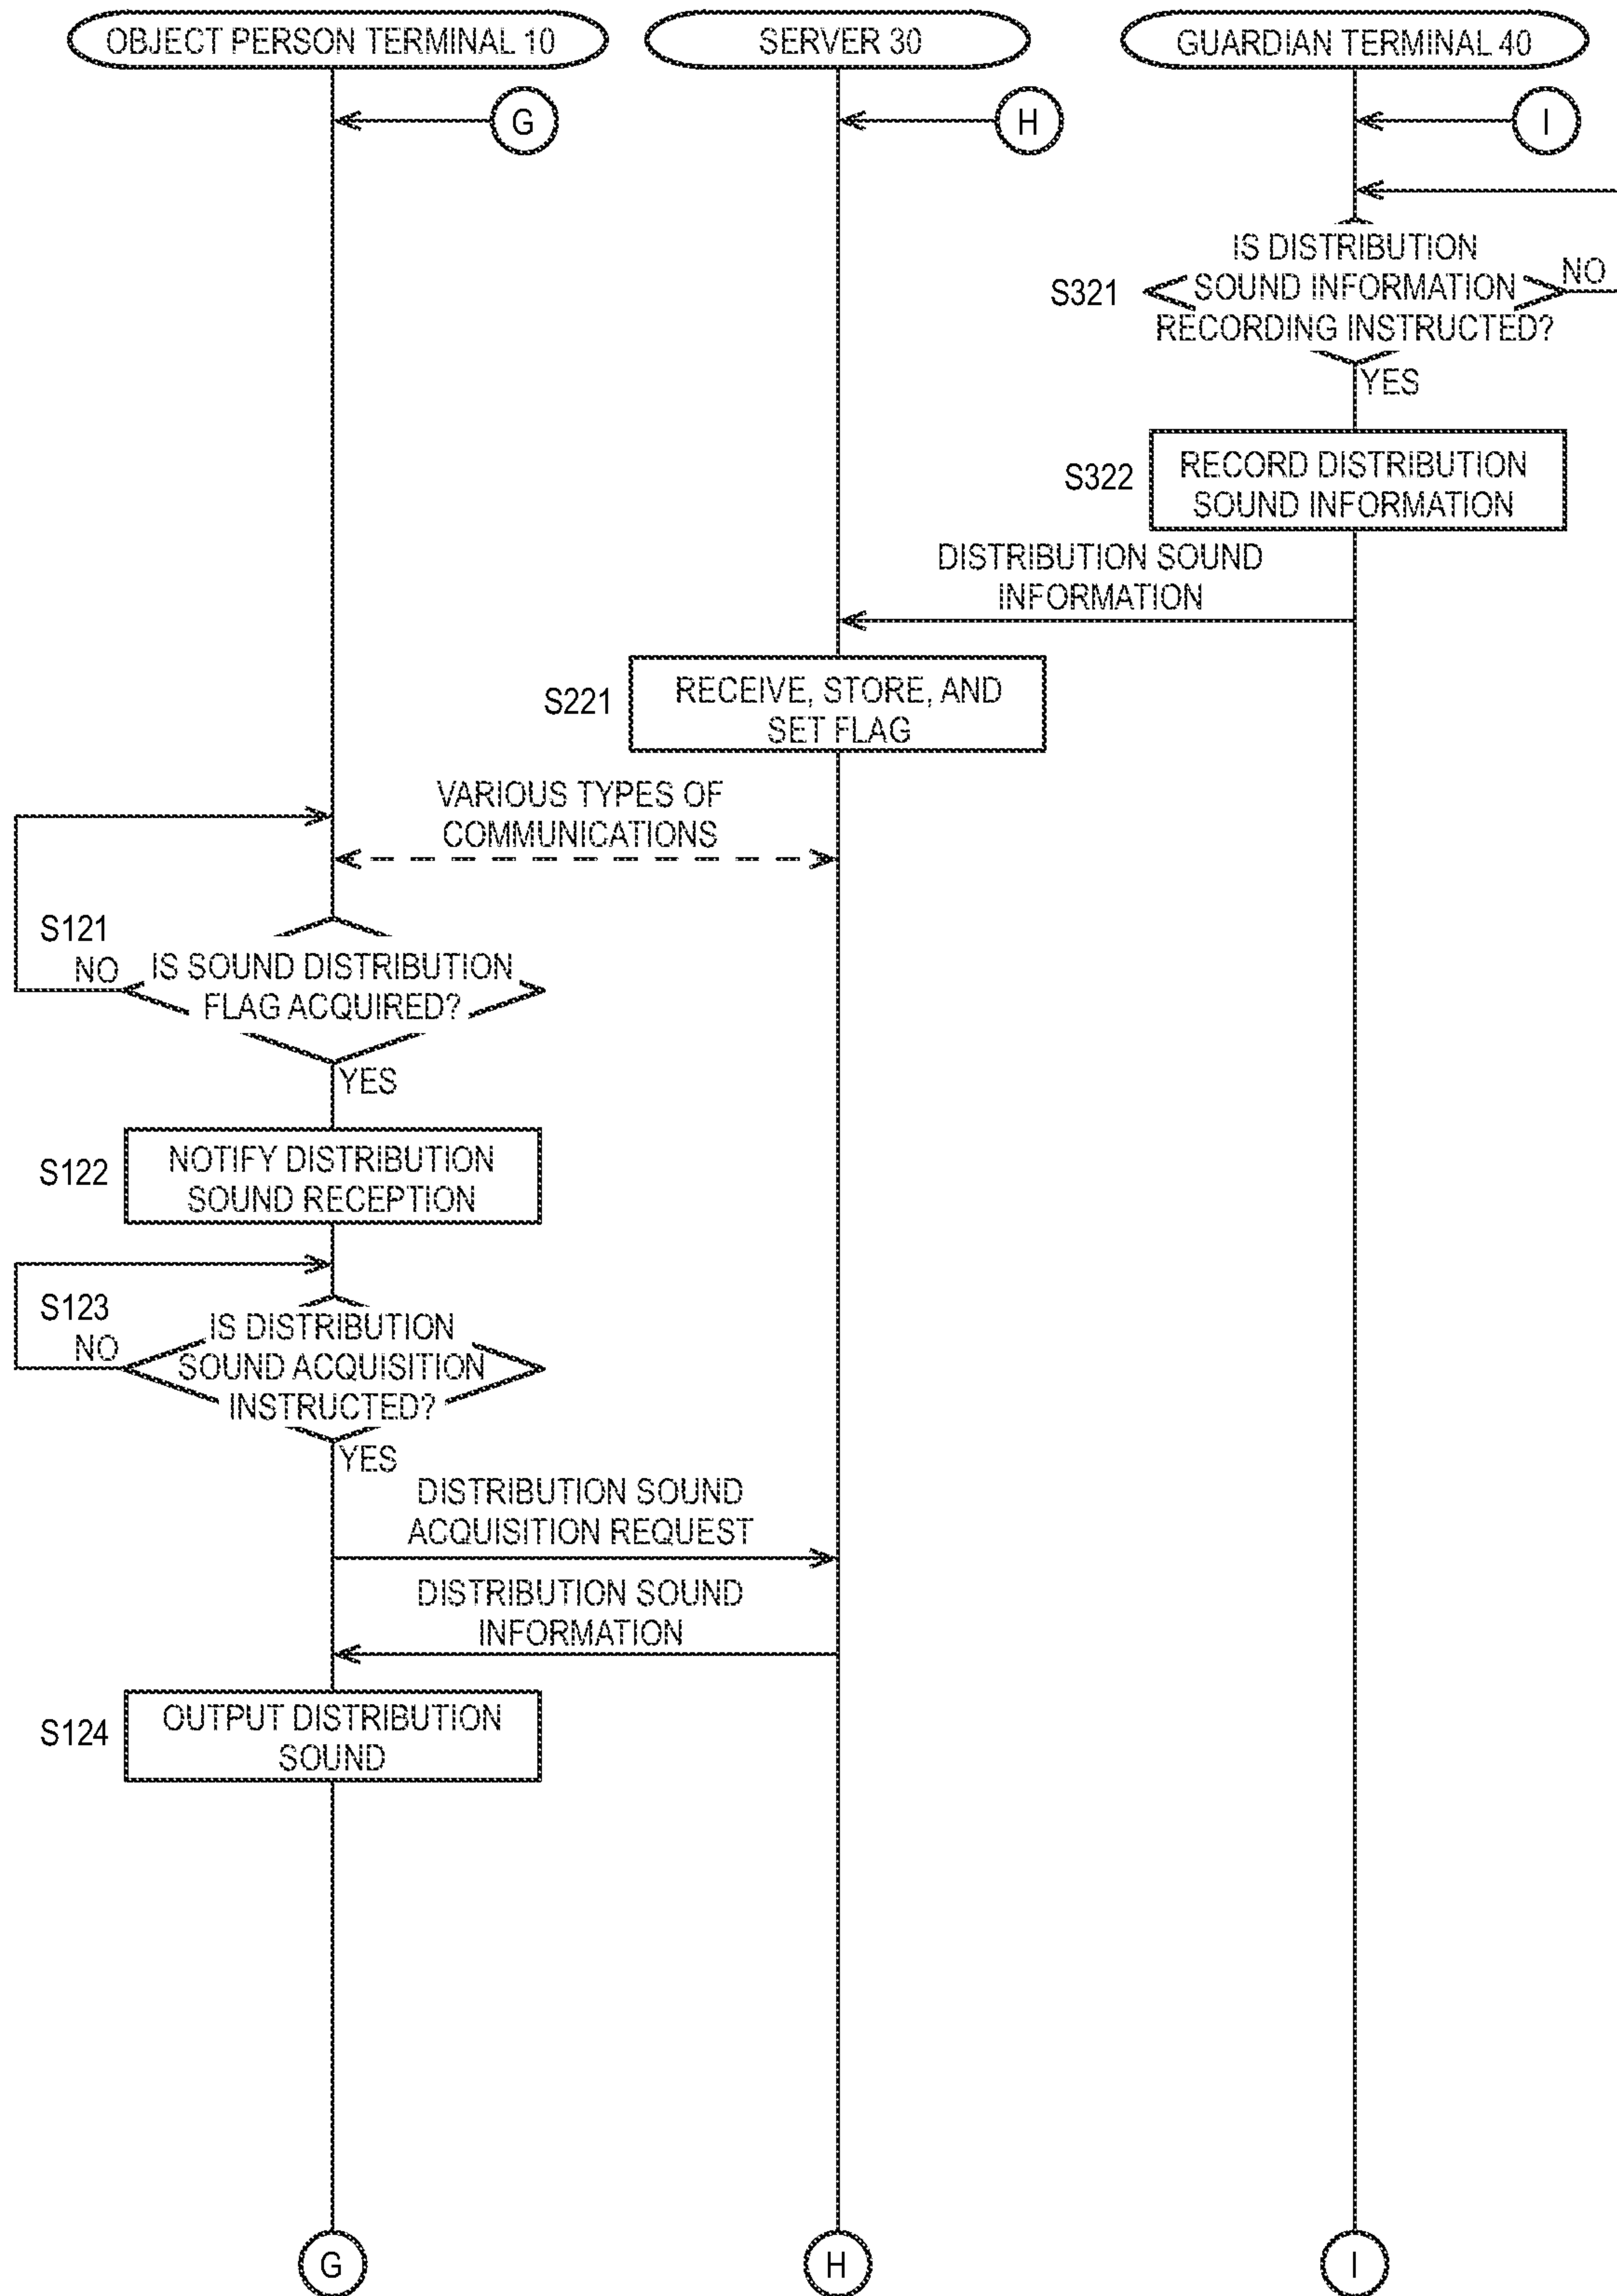 OBJECT PERSON TERMINAL 10
SERVER 30
GUARDIAN TERMINAL 40
G
H
I
S321
IS DISTRIBUTION
SOUND INFORMATION
RECORDING INSTRUCTED?
NO
YES
S322
RECORD DISTRIBUTION
SOUND INFORMATION
DISTRIBUTION SOUND
INFORMATION
S221
RECEIVE, STORE, AND
SET FLAG
VARIOUS TYPES OF
COMMUNICATIONS
S121
NO
IS SOUND DISTRIBUTION
FLAG ACQUIRED?
YES
S122
NOTIFY DISTRIBUTION
SOUND RECEPTION
S123
NO
IS DISTRIBUTION
SOUND ACQUISITION
INSTRUCTED?
YES
DISTRIBUTION SOUND
ACQUISITION REQUEST
DISTRIBUTION SOUND
INFORMATION
S124
OUTPUT DISTRIBUTION
SOUND
G
H
I